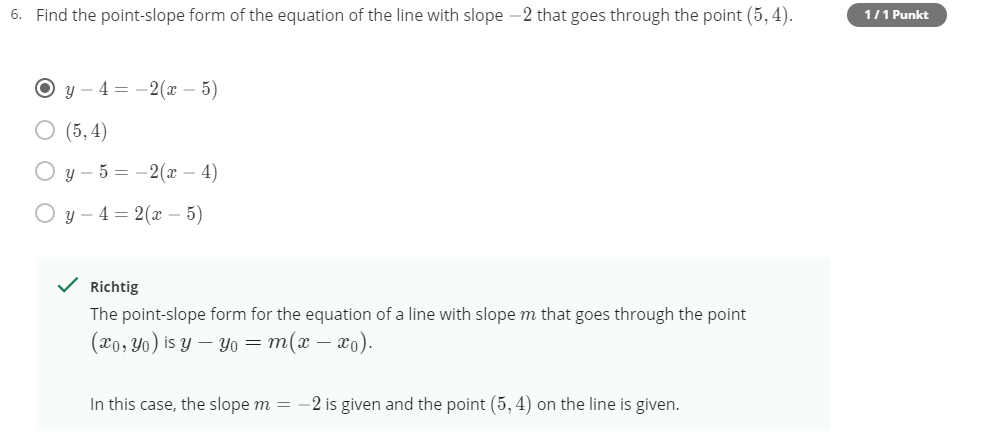 6. Find the point-slope form of the equation of the line with slope −2 that goes through the point (5, 4).
1 / 1 Punkt
y − 4 = −2(x − 5)
(5, 4)
y − 5 = −2(x − 4)
y − 4 = 2(x − 5)
Richtig
The point-slope form for the equation of a line with slope m that goes through the point
(x₀, y₀) is y − y₀ = m(x − x₀).
In this case, the slope m = −2 is given and the point (5, 4) on the line is given.